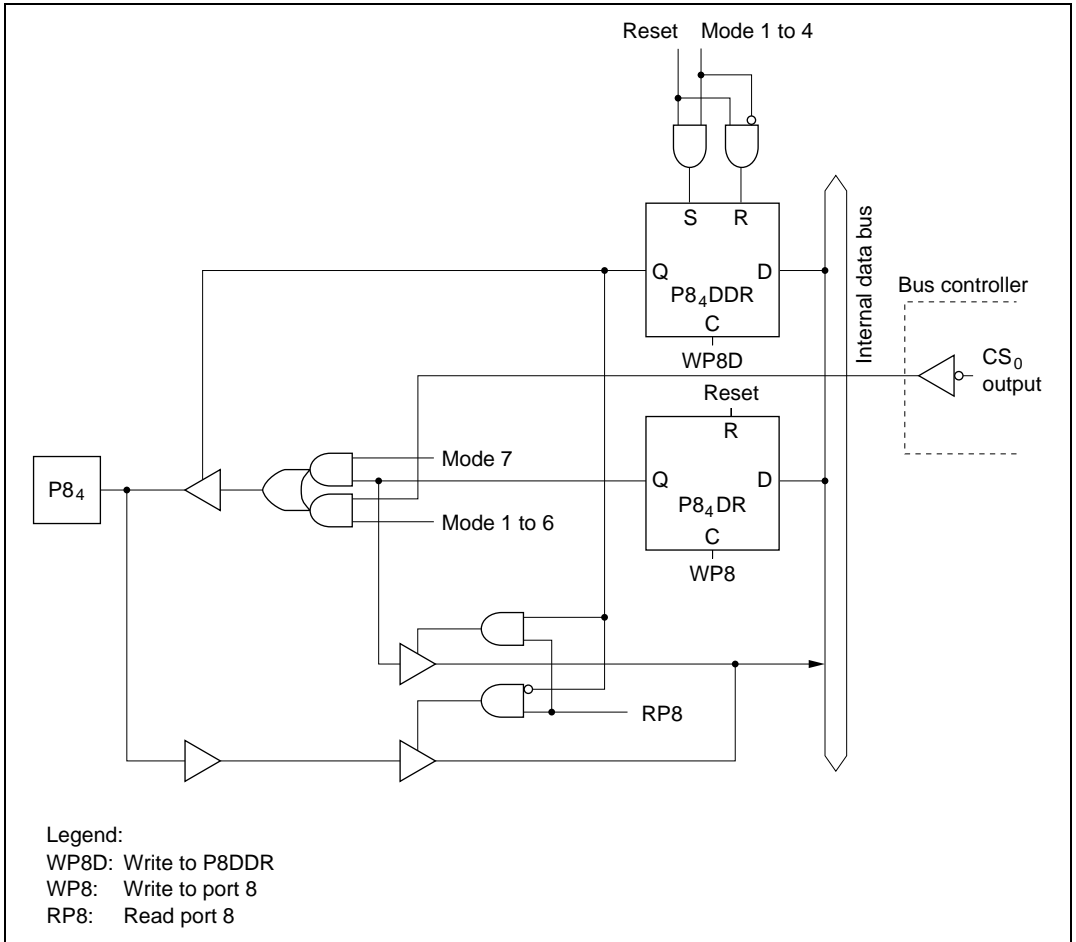 Reset Mode 1 to 4
S R
Q D
P8₄DDR
C
WP8D
Internal data bus
Bus controller
CS₀
output
Reset
R
Mode 7
P8₄
Q D
P8₄DR
C
Mode 1 to 6
WP8
RP8
Legend:
WP8D: Write to P8DDR
WP8: Write to port 8
RP8: Read port 8